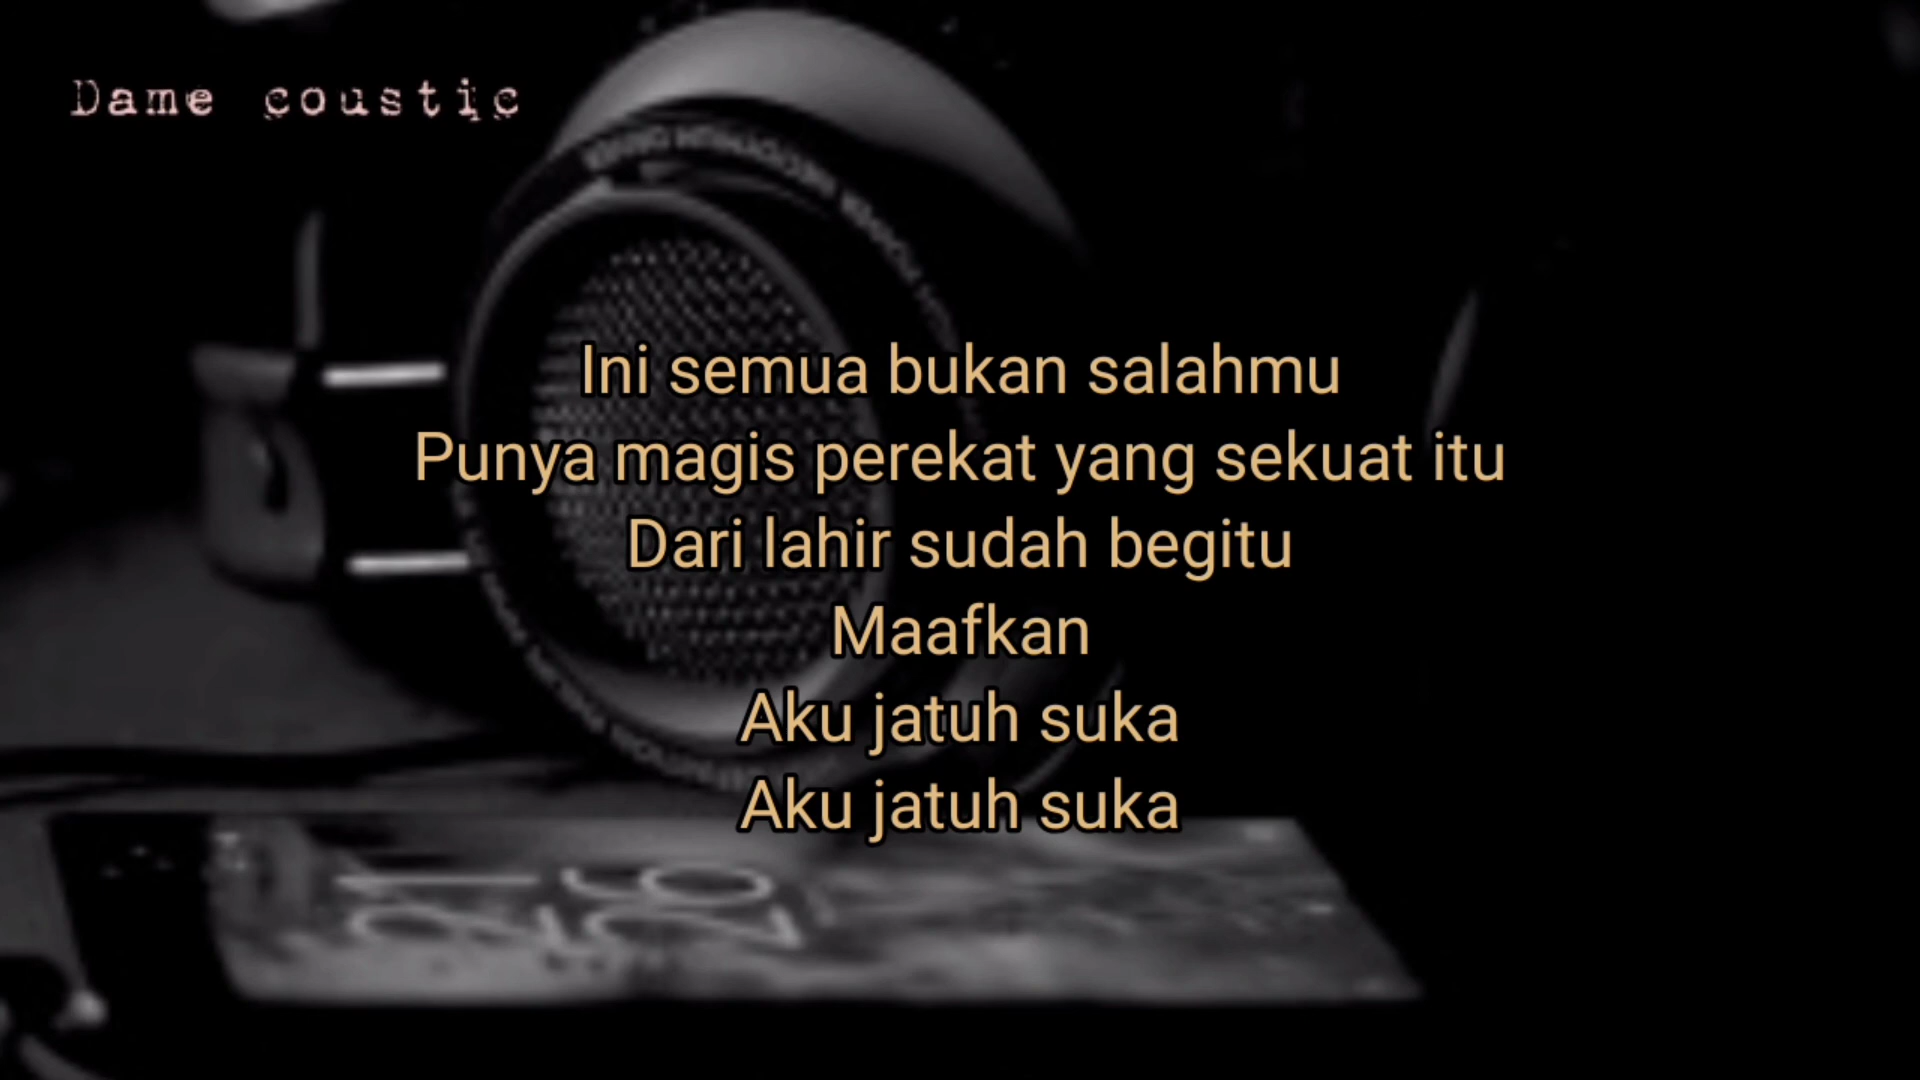 Dame coustic
Ini semua bukan salahmu
Punya magis perekat yang sekuat itu
Dari lahir sudah begitu
Maafkan
Aku jatuh suka
Aku jatuh suka